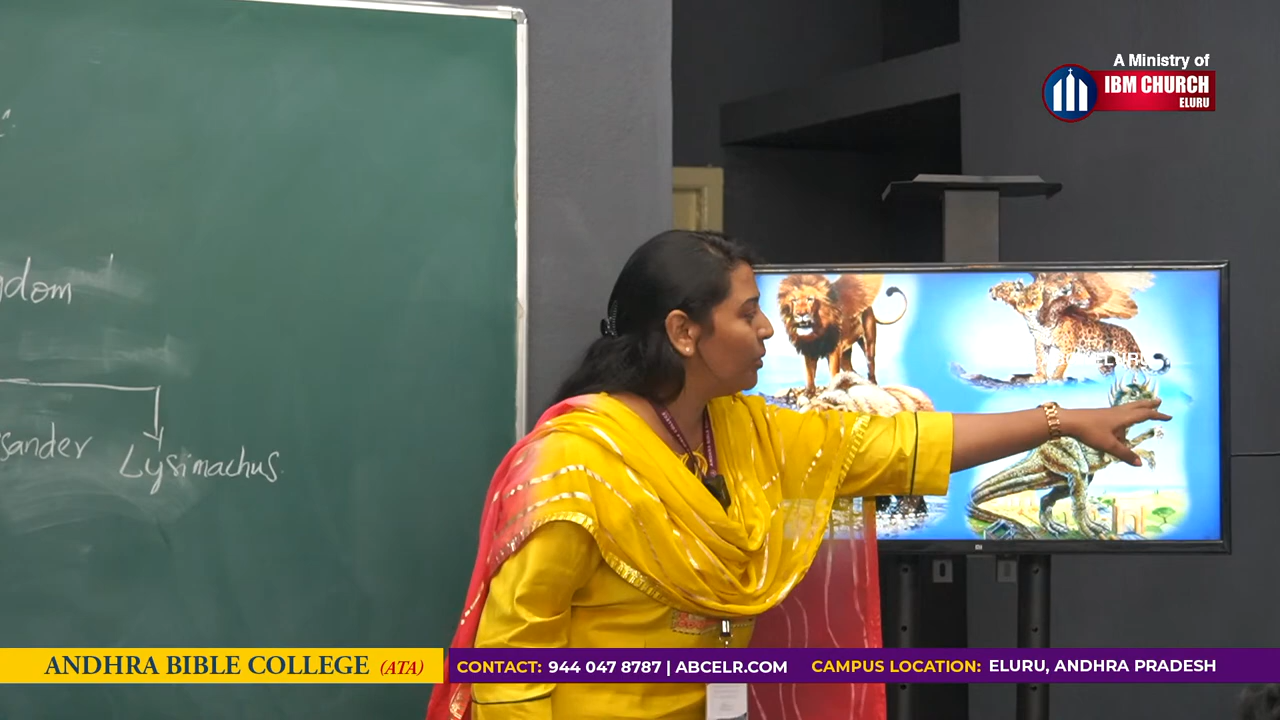 A Ministry of
IBM CHURCH
ELURU
ndom
sander Lysimachus
ELURU
ANDHRA BIBLE COLLEGE (ATA)
CONTACT: 944 047 8787 | ABCELR.COM CAMPUS LOCATION: ELURU, ANDHRA PRADESH